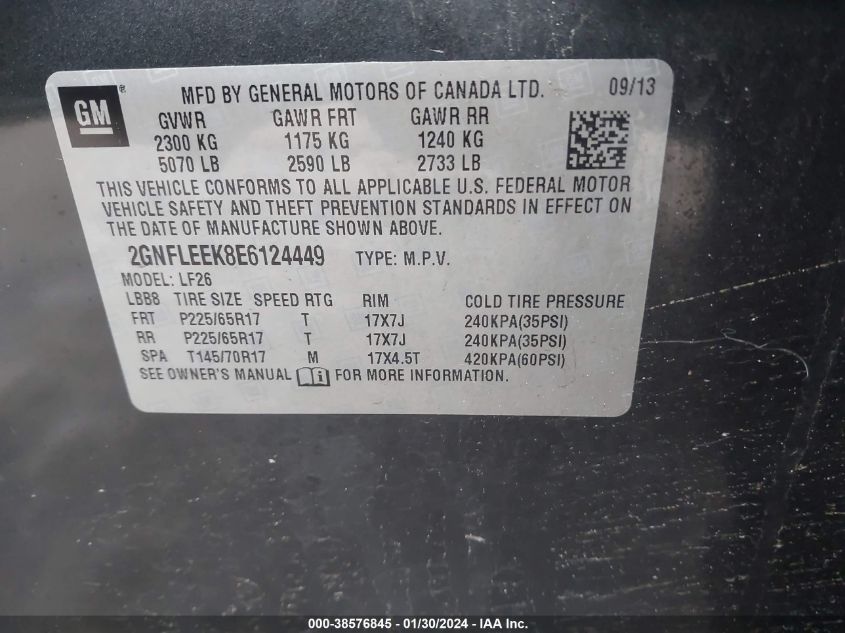 GM ® MFD BY GENERAL MOTORS OF CANADA LTD. 09/13
GVWR GAWR FRT GAWR RR
2300 KG 1175 KG 1240 KG
5070 LB 2590 LB 2733 LB
THIS VEHICLE CONFORMS TO ALL APPLICABLE U.S. FEDERAL MOTOR
VEHICLE SAFETY AND THEFT PREVENTION STANDARDS IN EFFECT ON
THE DATE OF MANUFACTURE SHOWN ABOVE.
2GNFLEEK8E6124449 TYPE: M.P.V.
MODEL: LF26
LBB8 TIRE SIZE SPEED RTG RIM COLD TIRE PRESSURE
FRT P225/65R17 T 17X7J 240KPA(35PSI)
RR P225/65R17 T 17X7J 240KPA(35PSI)
SPA T145/70R17 M 17X4.5T 420KPA(60PSI)
SEE OWNER'S MANUAL i FOR MORE INFORMATION.
000-38576845 - 01/30/2024 - IAA Inc.